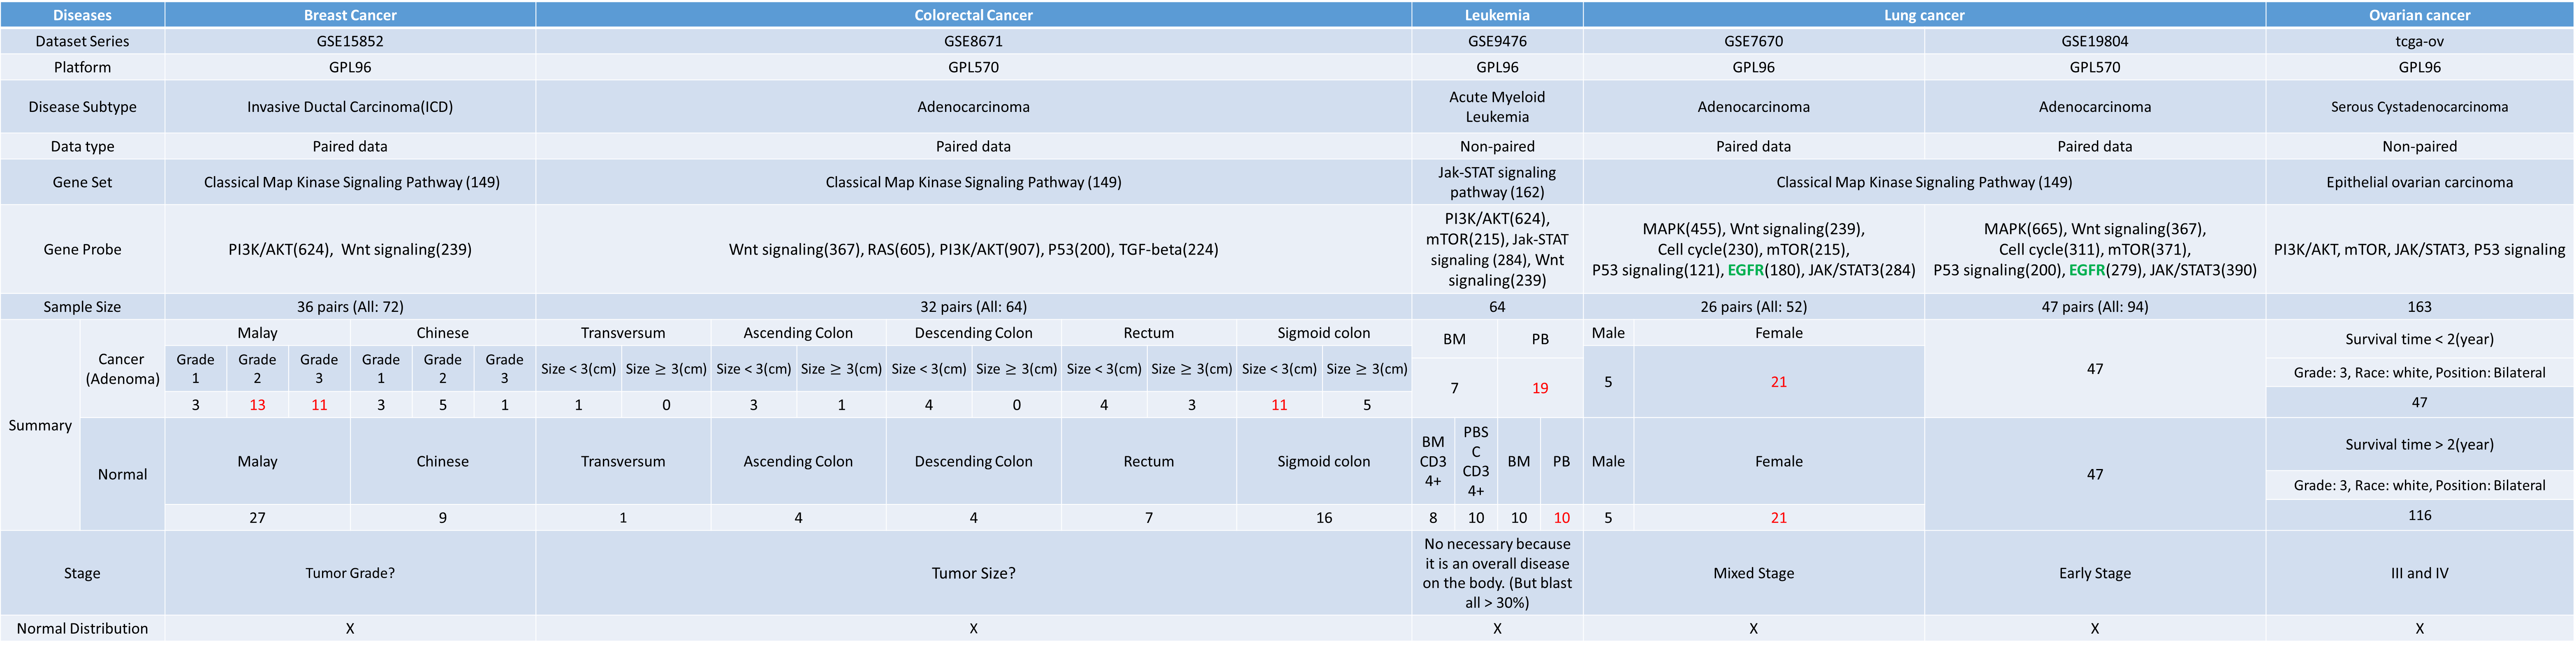 Diseases Breast Cancer Colorectal Cancer Leukemia Lung cancer Ovarian cancer
Dataset Series GSE15852 GSE8671 GSE9476 GSE7670 GSE19804 tcga-ov
Platform GPL96 GPL570 GPL96 GPL96 GPL570 GPL96
Disease Subtype Invasive Ductal Carcinoma(ICD) Adenocarcinoma
Acute Myeloid
Leukemia
Adenocarcinoma Adenocarcinoma Serous Cystadenocarcinoma
Data type Paired data Paired data Non-paired Paired data Paired data Non-paired
Gene Set Classical Map Kinase Signaling Pathway (149) Classical Map Kinase Signaling Pathway (149)
Jak-STAT signaling
pathway (162)
Classical Map Kinase Signaling Pathway (149) Epithelial ovarian carcinoma
Gene Probe PI3K/AKT(624), Wnt signaling(239) Wnt signaling(367), RAS(605), PI3K/AKT(907), P53(200), TGF-beta(224)
PI3K/AKT(624),
mTOR(215), Jak-STAT
signaling (284), Wnt
signaling(239)
MAPK(455), Wnt signaling(239),
Cell cycle(230), mTOR(215),
P53 signaling(121), EGFR(180), JAK/STAT3(284)
MAPK(665), Wnt signaling(367),
Cell cycle(311), mTOR(371),
P53 signaling(200), EGFR(279), JAK/STAT3(390)
PI3K/AKT, mTOR, JAK/STAT3, P53 signaling
Sample Size 36 pairs (All: 72) 32 pairs (All: 64) 64 26 pairs (All: 52) 47 pairs (All: 94) 163
Summary
Cancer
(Adenoma)
Malay Chinese Transversum Ascending Colon Descending Colon Rectum Sigmoid colon BM PB Male Female 47 Survival time < 2(year)
Grade
1
Grade
2
Grade
3
Grade
1
Grade
2
Grade
3
Size < 3(cm) Size ≥ 3(cm) Size < 3(cm) Size ≥ 3(cm) Size < 3(cm) Size ≥ 3(cm) Size < 3(cm) Size ≥ 3(cm) Size < 3(cm) Size ≥ 3(cm) 7 19 5 21 Grade: 3, Race: white, Position: Bilateral
3 13 11 3 5 1 1 0 3 1 4 0 4 3 11 5 47
Normal
Malay Chinese Transversum Ascending Colon Descending Colon Rectum Sigmoid colon
BM
CD3
4+
PBS
C
CD3
4+
BM PB Male Female 47 Survival time > 2(year)
Grade: 3, Race: white, Position: Bilateral
27 9 1 4 4 7 16 8 10 10 10 5 21 116
Stage Tumor Grade? Tumor Size?
No necessary because
it is an overall disease
on the body. (But blast
all > 30%)
Mixed Stage Early Stage III and IV
Normal Distribution X X X X X X